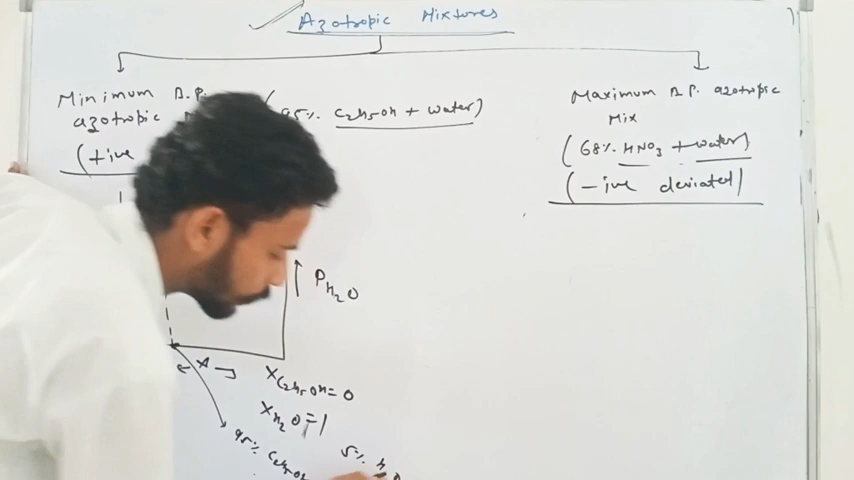 Azotropic Mixtures
Minimum B.P.
azotropic
(+ive
95% C2H5OH + Water)
Maximum B.P. azotropic
Mix
(68% HNO3 + Water)
(-ive deviated)
PH2O
X
XC2H5OH=0
XH2O=1
95% C2H5OH
5% H